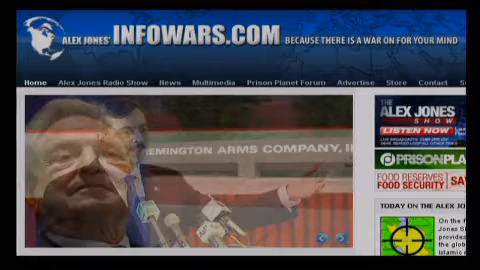 ALEX JONES' INFOWARS.COM BECAUSE THERE IS A WAR ON FOR YOUR MIND
Home Alex Jones Radio Show News Multimedia Prison Planet Forum Advertise Store Contact
REMINGTON ARMS COMPANY, I
THE
ALEX JONES
SHOW
LISTEN NOW
PRISONPLA
FOOD RESERVES
FOOD SECURITY
SA
TODAY ON THE ALEX JO
On the
Jones S
provides
the glob
Islamic